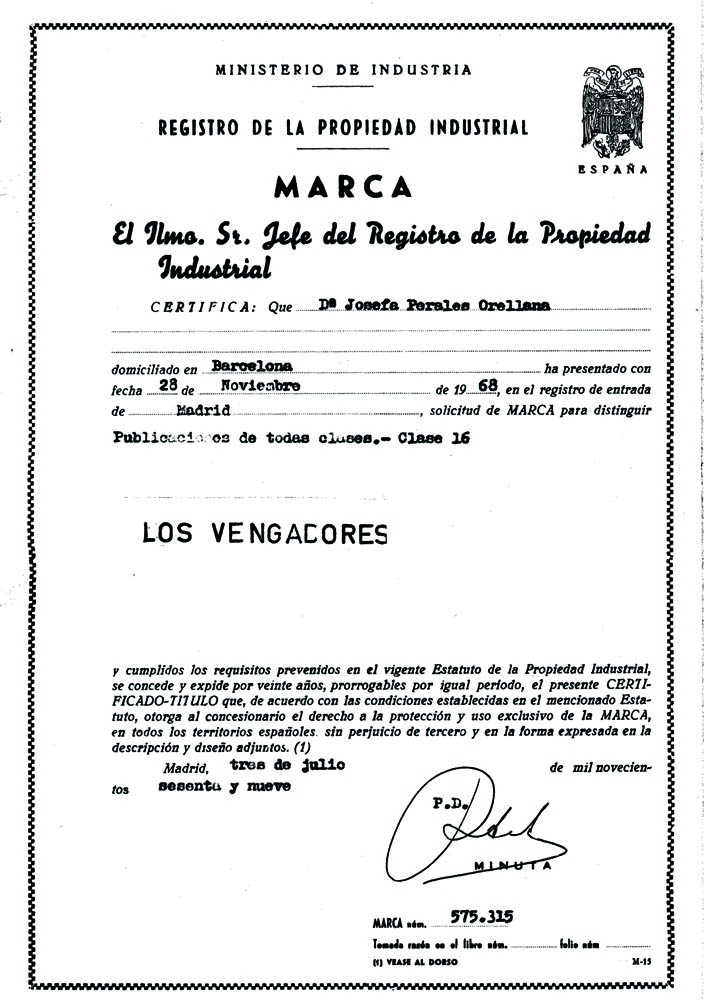 MINISTERIO DE INDUSTRIA
REGISTRO DE LA PROPIEDAD INDUSTRIAL
ESPAÑA
MARCA
El Ilmo. Sr. Jefe del Registro de la Propiedad
Industrial
CERTIFICA: Que Dª Josefa Perales Orellana
domiciliado en Barcelona ha presentado con
fecha 28 de Noviembre de 19 68, en el registro de entrada
de Madrid, solicitud de MARCA para distinguir
Publicaciones de todas clases.- Clase 16
LOS VENGADORES
y cumplidos los requisitos prevenidos en el vigente Estatuto de la Propiedad Industrial,
se concede y expide por veinte años, prorrogables por igual período, el presente CERTI-
FICADO-TITULO que, de acuerdo con las condiciones establecidas en el mencionado Esta-
tuto, otorga al concesionario el derecho a la protección y uso exclusivo de la MARCA,
en todos los territorios españoles. sin perjuicio de tercero y en la forma expresada en la
descripción y diseño adjuntos. (1)
Madrid, tres de julio de mil novecien-
tos sesenta y nueve
P.D.
MINUTA
MARCA núm. 575.315
Tomada razón en el libro núm. folio núm
(1) VEASE AL DORSO M-15